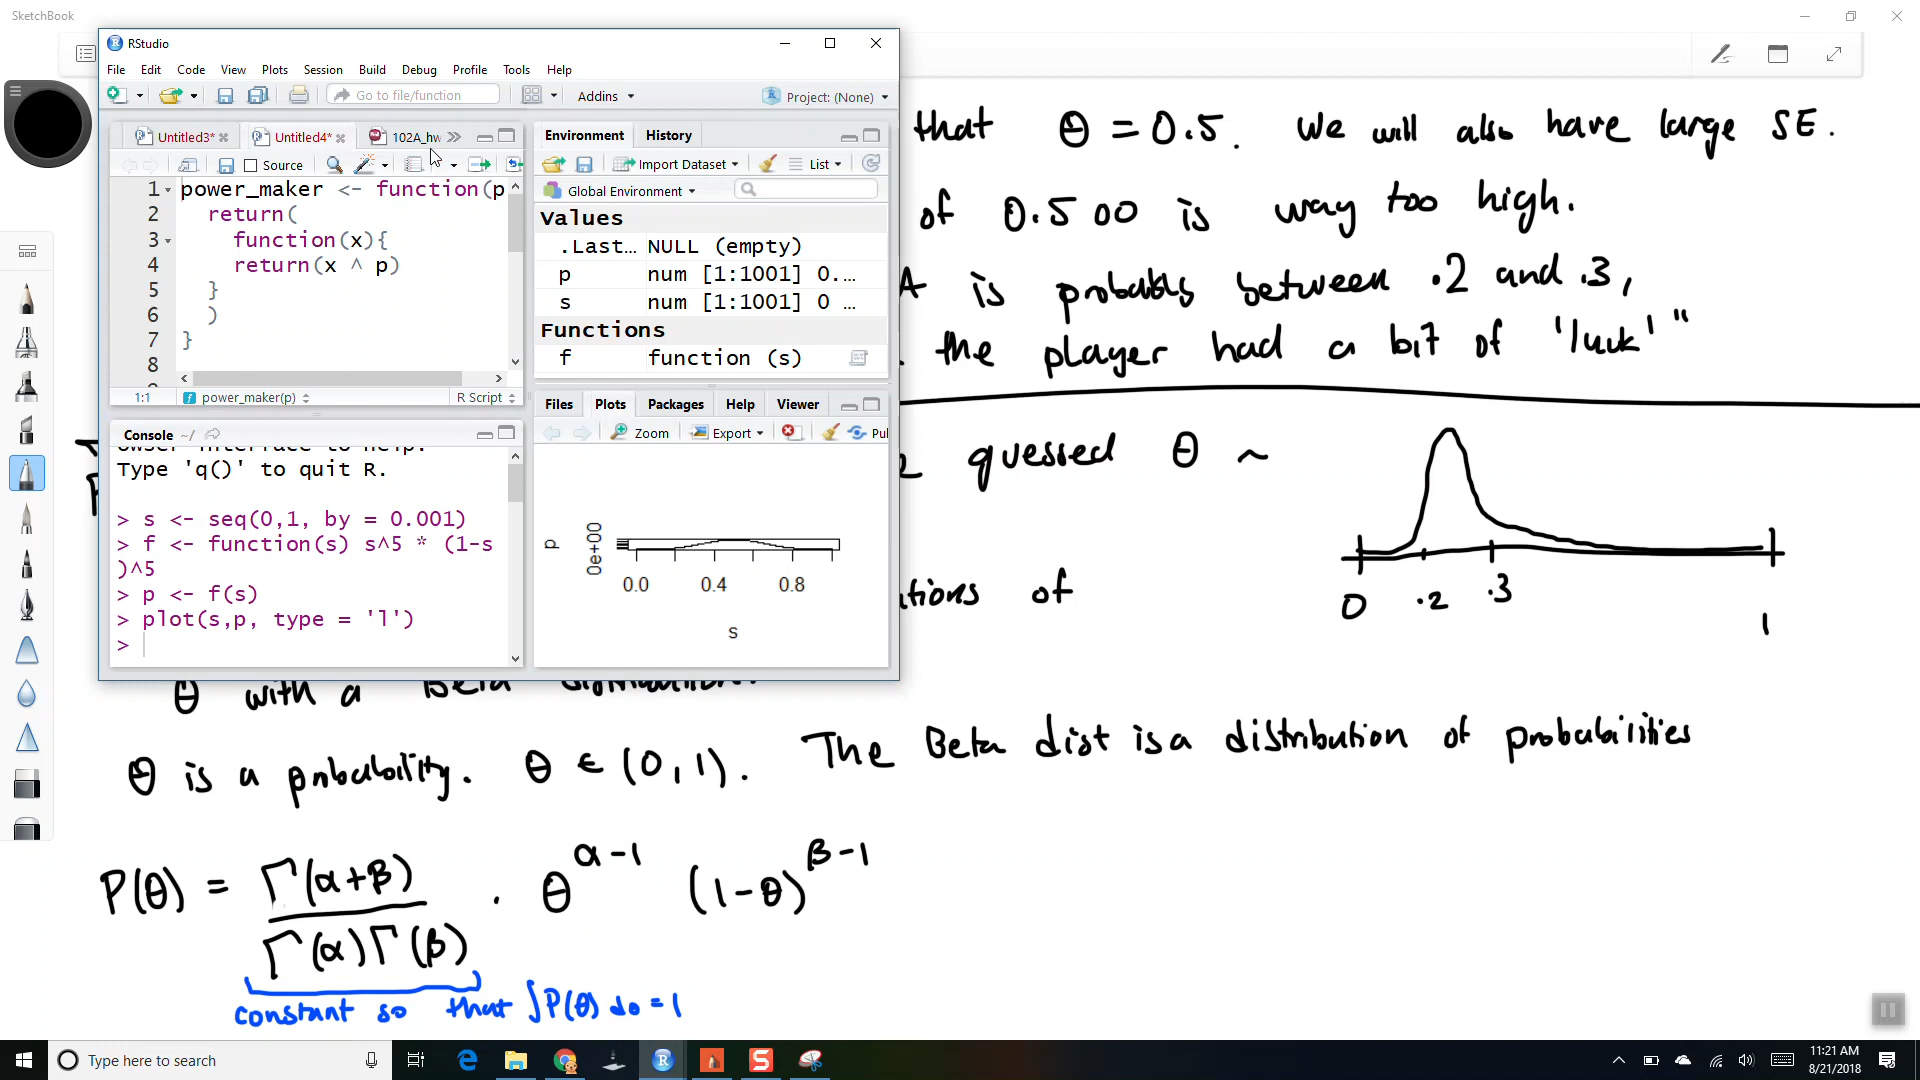 SketchBook
RStudio
File Edit Code View Plots Session Build Debug Profile Tools Help
Go to file/function Addins Project: (None)
Untitled3* Untitled4* 102A_hw
Source
1 power_maker <- function(p
2 return(
3 function(x){
4 return(x ^ p)
5 }
6 )
7 }
8
1:1 power_maker(p) R Script
Console ~/
Type 'q()' to quit R.
> s <- seq(0,1, by = 0.001)
> f <- function(s) s^5 * (1-s
)^5
> p <- f(s)
> plot(s,p, type = 'l')
>
Environment History
Import Dataset List
Global Environment
Values
.Last… NULL (empty)
p num [1:1001] 0.…
s num [1:1001] 0 …
Functions
f function (s)
Files Plots Packages Help Viewer
Zoom Export Pu
p
0e+00
0.0 0.4 0.8
s
that θ = 0.5. We will also have large SE.
of 0.500 is way too high.
A is probably between .2 and .3,
the player had a bit of 'luck'"
guessed θ ~
0 .2 .3 1
of
θ with a Beta
θ is a probability. θ ∈ (0,1). The Beta dist is a distribution of probabilities
P(θ) = Γ(α+β) / Γ(α)Γ(β) · θ^α-1 (1-θ)^β-1
constant so that ∫P(θ) dθ = 1
Type here to search
11:21 AM
8/21/2018